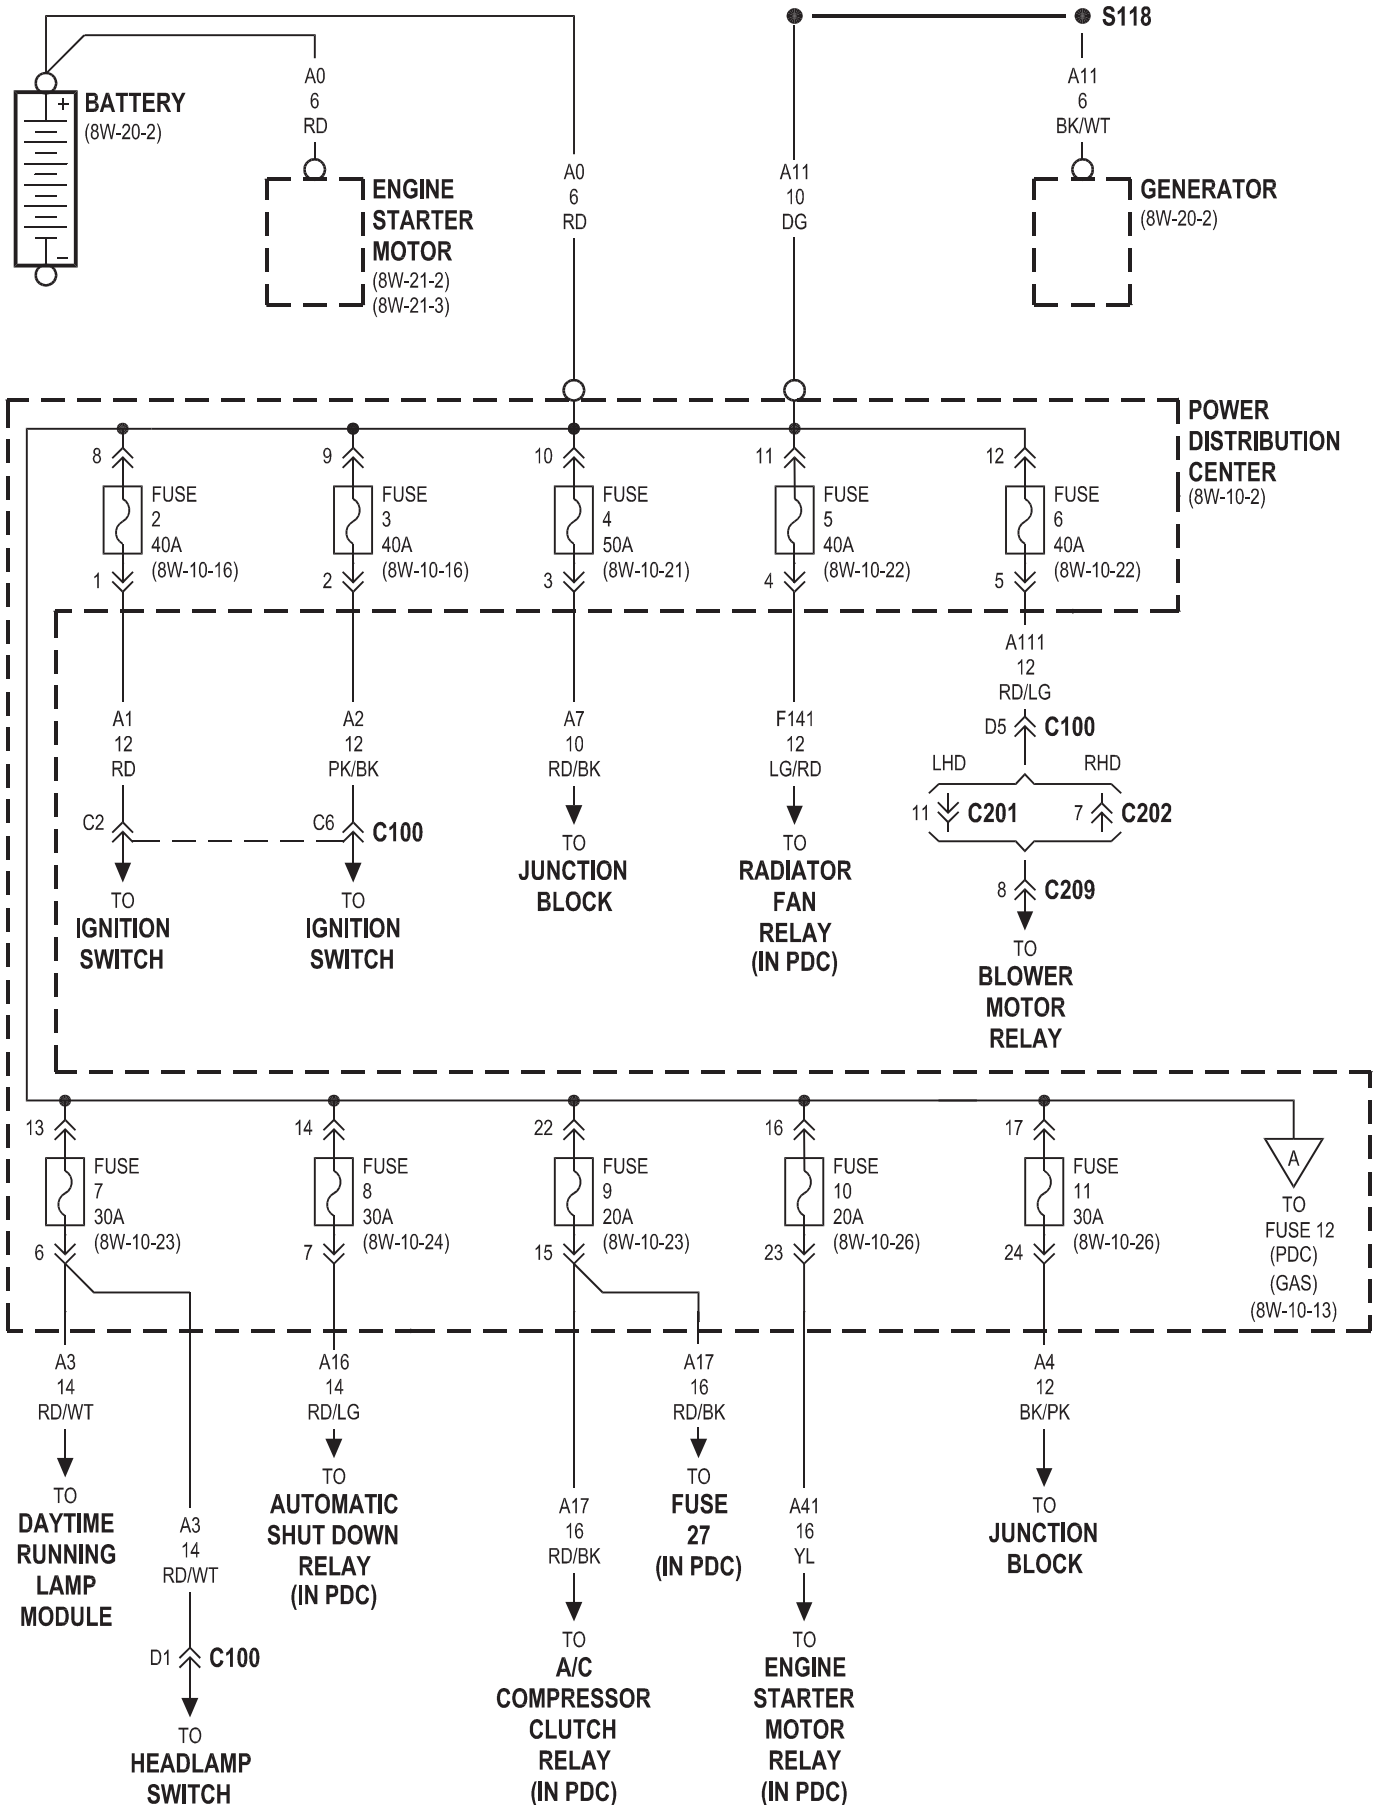 S118
A0
6
RD
A11
6
BK/WT
+
BATTERY
(8W-20-2)
–
ENGINE
STARTER
MOTOR
(8W-21-2)
(8W-21-3)
A0
6
RD
A11
10
DG
GENERATOR
(8W-20-2)
POWER
DISTRIBUTION
CENTER
(8W-10-2)
8
FUSE
2
40A
(8W-10-16)
1
9
FUSE
3
40A
(8W-10-16)
2
10
FUSE
4
50A
(8W-10-21)
3
11
FUSE
5
40A
(8W-10-22)
4
12
FUSE
6
40A
(8W-10-22)
5
A1
12
RD
C2
TO
IGNITION
SWITCH
A2
12
PK/BK
C6
C100
TO
IGNITION
SWITCH
A7
10
RD/BK
TO
JUNCTION
BLOCK
F141
12
LG/RD
TO
RADIATOR
FAN
RELAY
(IN PDC)
A111
12
RD/LG
D5
C100
LHD
RHD
11
C201
7
C202
8
C209
TO
BLOWER
MOTOR
RELAY
13
FUSE
7
30A
(8W-10-23)
6
14
FUSE
8
30A
(8W-10-24)
7
22
FUSE
9
20A
(8W-10-23)
15
16
FUSE
10
20A
(8W-10-26)
23
17
FUSE
11
30A
(8W-10-26)
24
A
TO
FUSE 12
(PDC)
(GAS)
(8W-10-13)
A3
14
RD/WT
TO
DAYTIME
RUNNING
LAMP
MODULE
A3
14
RD/WT
D1
C100
TO
HEADLAMP
SWITCH
A16
14
RD/LG
TO
AUTOMATIC
SHUT DOWN
RELAY
(IN PDC)
A17
16
RD/BK
TO
A/C
COMPRESSOR
CLUTCH
RELAY
(IN PDC)
A17
16
RD/BK
TO
FUSE
27
(IN PDC)
A41
16
YL
TO
ENGINE
STARTER
MOTOR
RELAY
(IN PDC)
A4
12
BK/PK
TO
JUNCTION
BLOCK